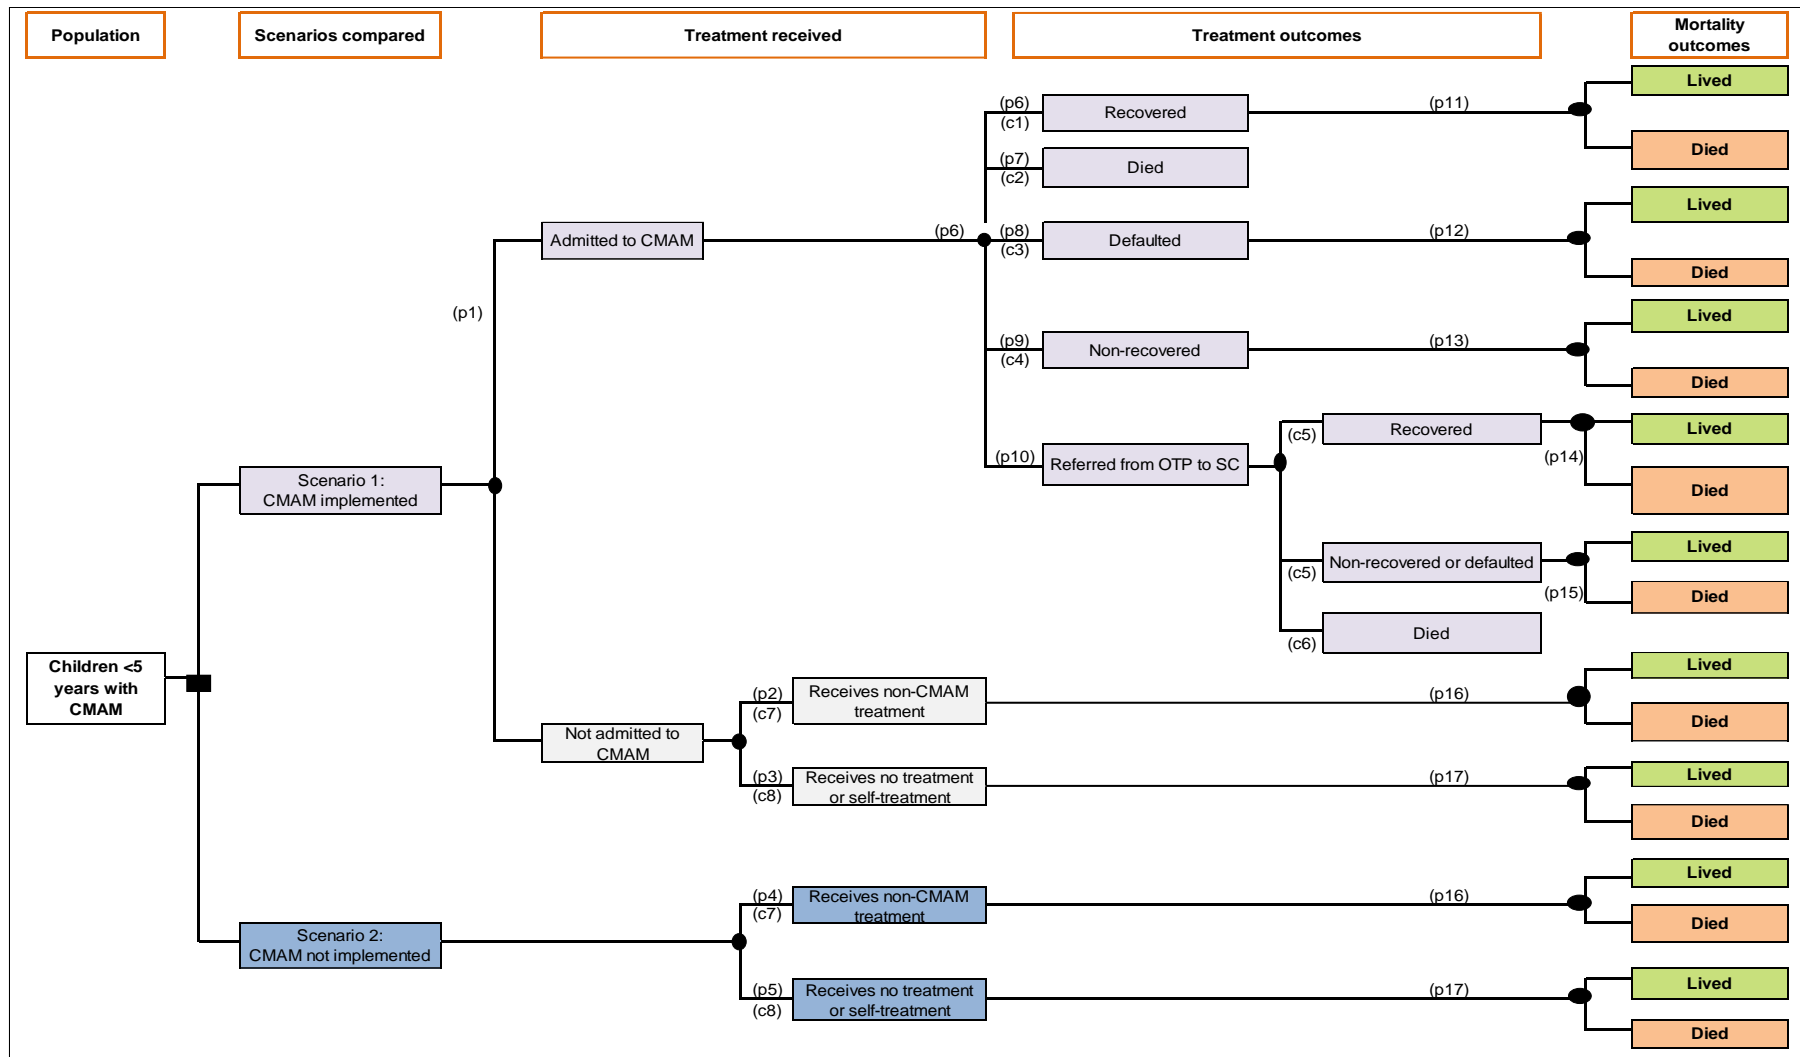 Population
Scenarios compared
Treatment received
Treatment outcomes
Mortality
outcomes
(p6)
(c1)
Recovered
(p11)
Lived
Died
(p7)
(c2)
Died
Admitted to CMAM
(p6)
(p8)
(c3)
Defaulted
(p12)
Lived
Died
(p1)
(p9)
(c4)
Non-recovered
(p13)
Lived
Died
(p10)
Referred from OTP to SC
(c5)
Recovered
(p14)
Lived
Died
Scenario 1:
CMAM implemented
(c5)
Non-recovered or defaulted
(p15)
Lived
Died
(c6)
Died
Children <5
years with
CMAM
Not admitted to
CMAM
(p2)
(c7)
Receives non-CMAM
treatment
(p16)
Lived
Died
(p3)
(c8)
Receives no treatment
or self-treatment
(p17)
Lived
Died
Scenario 2:
CMAM not implemented
(p4)
(c7)
Receives non-CMAM
treatment
(p16)
Lived
Died
(p5)
(c8)
Receives no treatment
or self-treatment
(p17)
Lived
Died